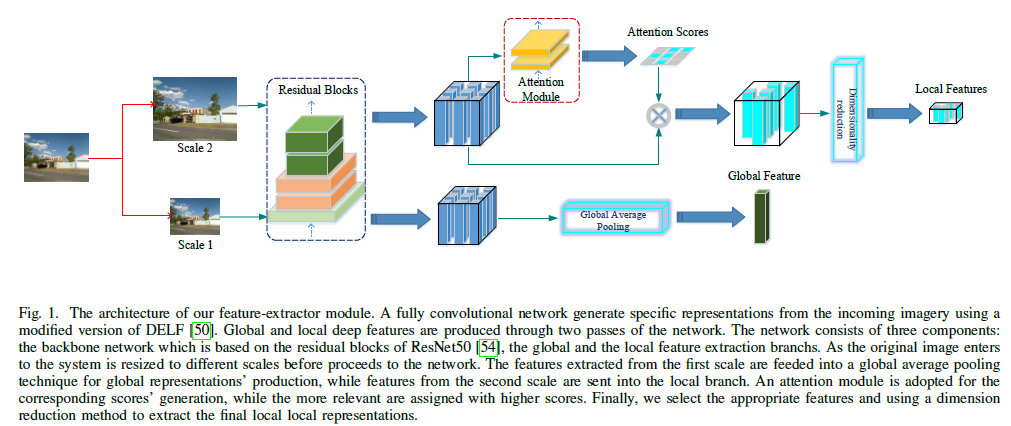 Attention Scores
Residual Blocks
Attention
Module
Local Features
Dimensionality
reduction
Scale 2
Global Feature
Global Average
Pooling
Scale 1
Fig. 1. The architecture of our feature-extractor module. A fully convolutional network generate specific representations from the incoming imagery using a
modified version of DELF [50]. Global and local deep features are produced through two passes of the network. The network consists of three components:
the backbone network which is based on the residual blocks of ResNet50 [54], the global and the local feature extraction branchs. As the original image enters
to the system is resized to different scales before proceeds to the network. The features extracted from the first scale are feeded into a global average pooling
technique for global representations’ production, while features from the second scale are sent into the local branch. An attention module is adopted for the
corresponding scores’ generation, while the more relevant are assigned with higher scores. Finally, we select the appropriate features and using a dimension
reduction method to extract the final local local representations.